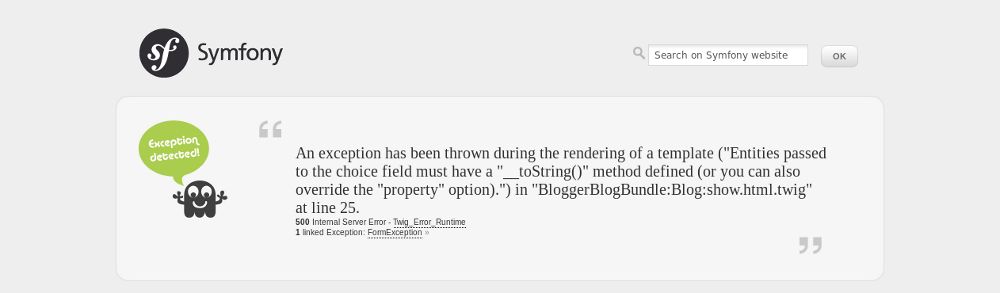 sf Symfony
Search on Symfony website
OK
Exception
detected!
“
An exception has been thrown during the rendering of a template ("Entities passed
to the choice field must have a "__toString()" method defined (or you can also
override the "property" option).") in "BloggerBlogBundle:Blog:show.html.twig"
at line 25.
500 Internal Server Error - Twig_Error_Runtime
1 linked Exception: FormException »
”